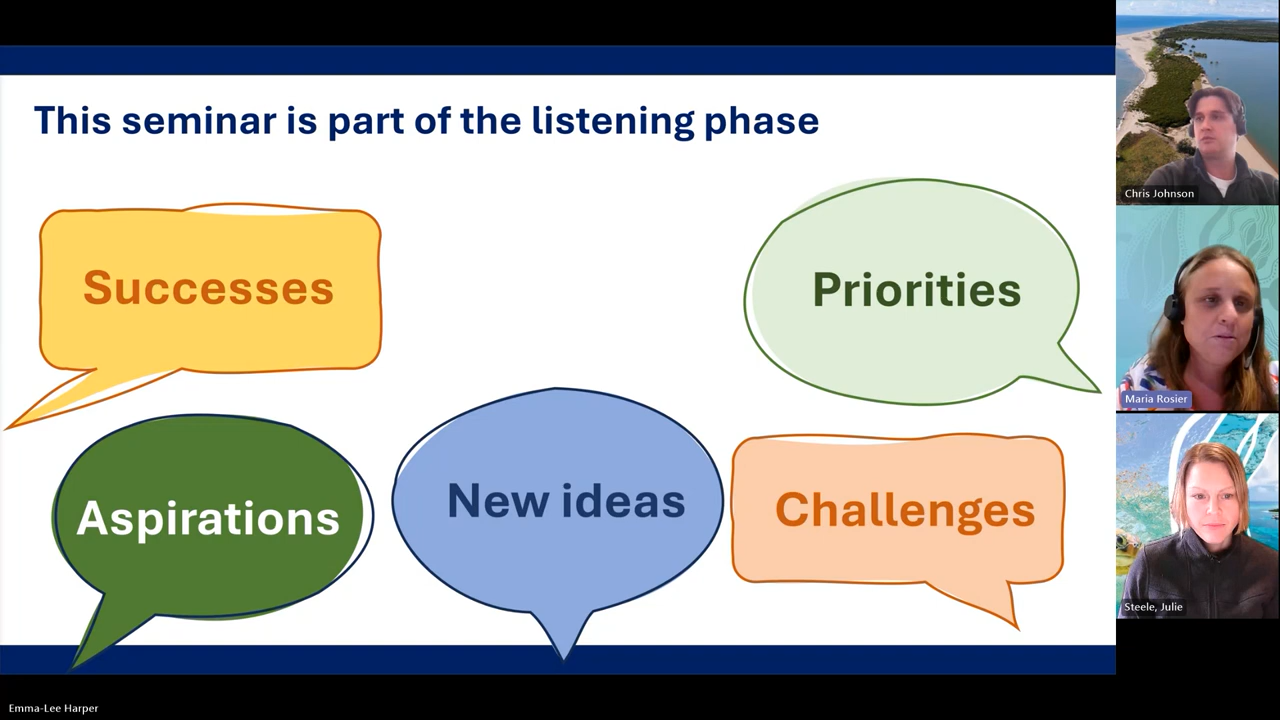 This seminar is part of the listening phase
Successes
Priorities
Aspirations
New ideas
Challenges
Chris Johnson
Maria Rosier
Steele, Julie
Emma-Lee Harper